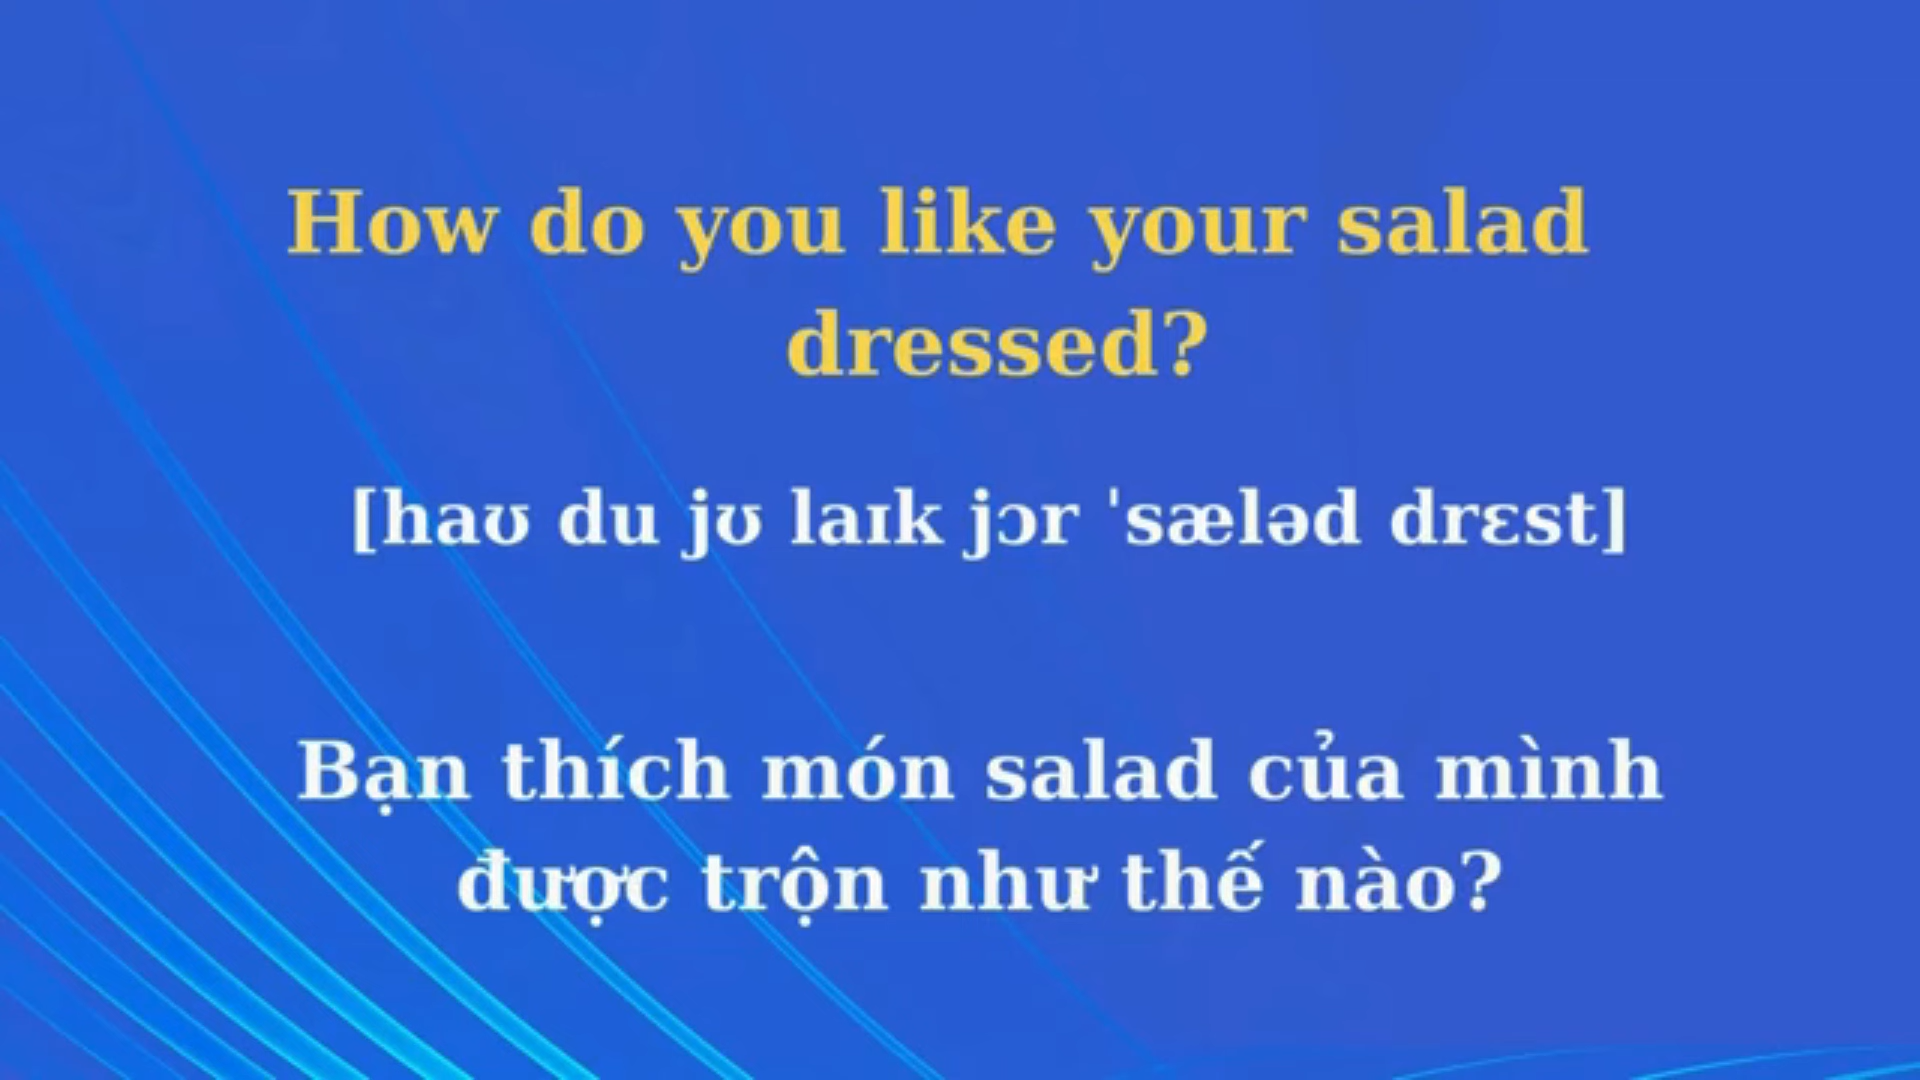 How do you like your salad
dressed?
[haʊ du jʊ laɪk jɔr ˈsæləd drɛst]
Bạn thích món salad của mình
được trộn như thế nào?